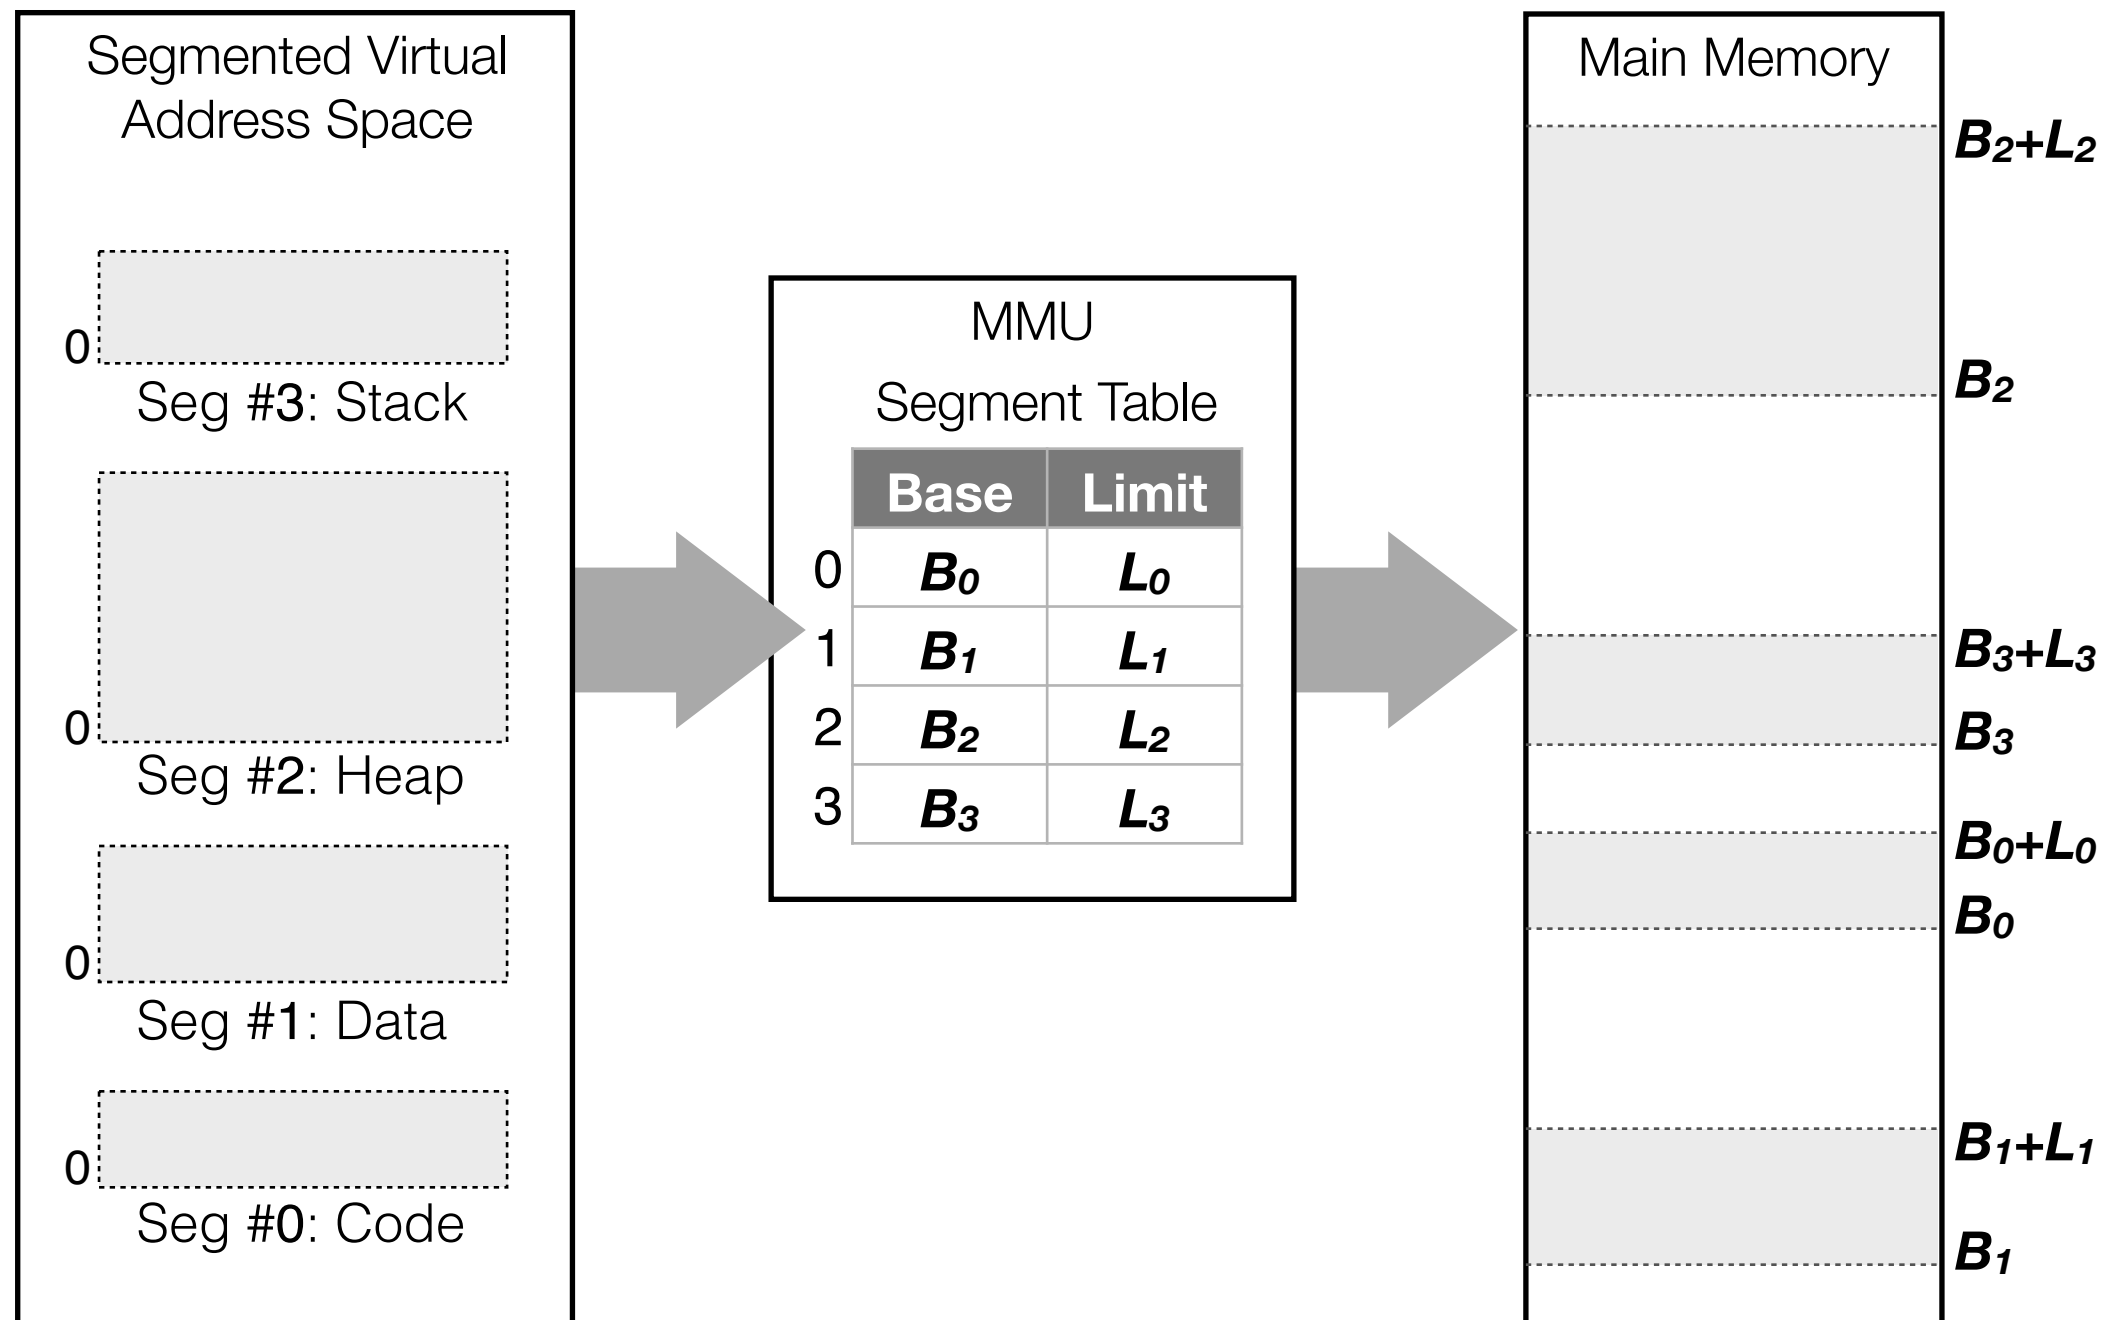 Segmented Virtual
Address Space
0
Seg #3: Stack
0
Seg #2: Heap
0
Seg #1: Data
0
Seg #0: Code
MMU
Segment Table
Base Limit
0 B0 L0
1 B1 L1
2 B2 L2
3 B3 L3
Main Memory
B2+L2
B2
B3+L3
B3
B0+L0
B0
B1+L1
B1